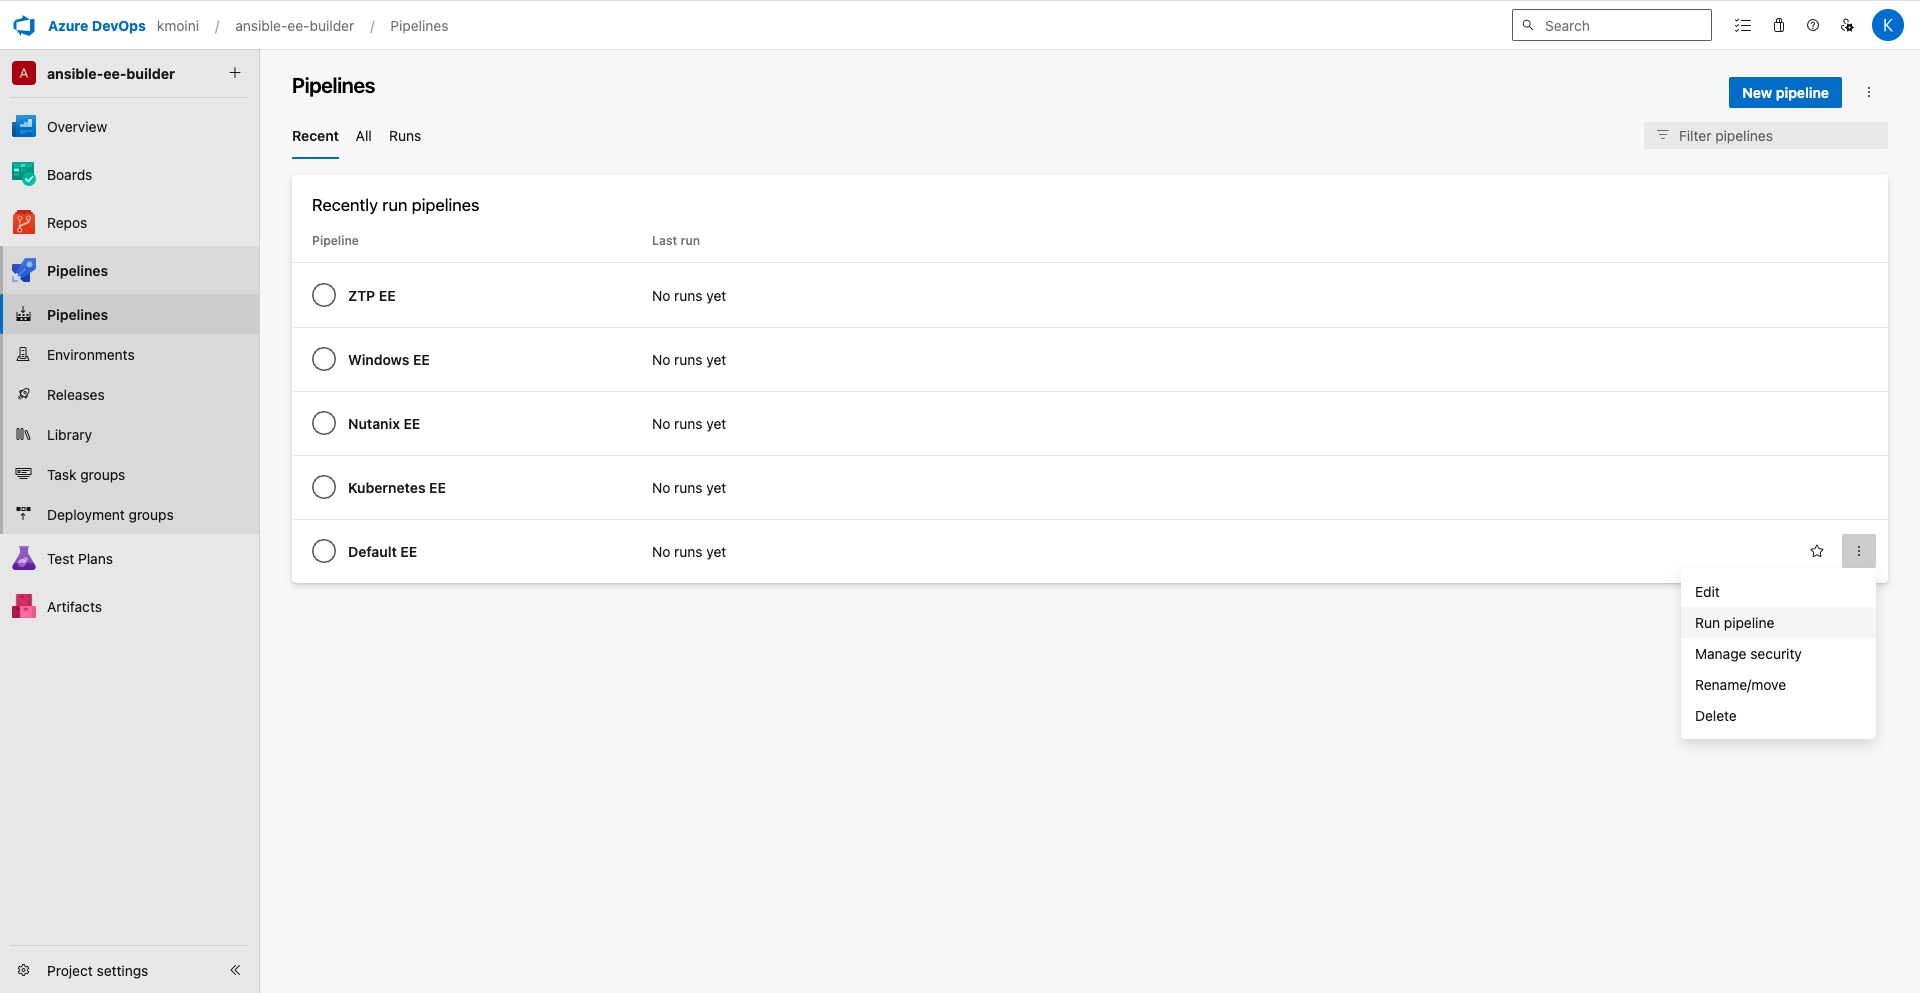 Azure DevOps kmoini / ansible-ee-builder / Pipelines
Search
K
A ansible-ee-builder
Overview
Boards
Repos
Pipelines
Pipelines
Environments
Releases
Library
Task groups
Deployment groups
Test Plans
Artifacts
Project settings
Pipelines
New pipeline
Recent All Runs
Filter pipelines
Recently run pipelines
Pipeline Last run
ZTP EE No runs yet
Windows EE No runs yet
Nutanix EE No runs yet
Kubernetes EE No runs yet
Default EE No runs yet
Edit
Run pipeline
Manage security
Rename/move
Delete